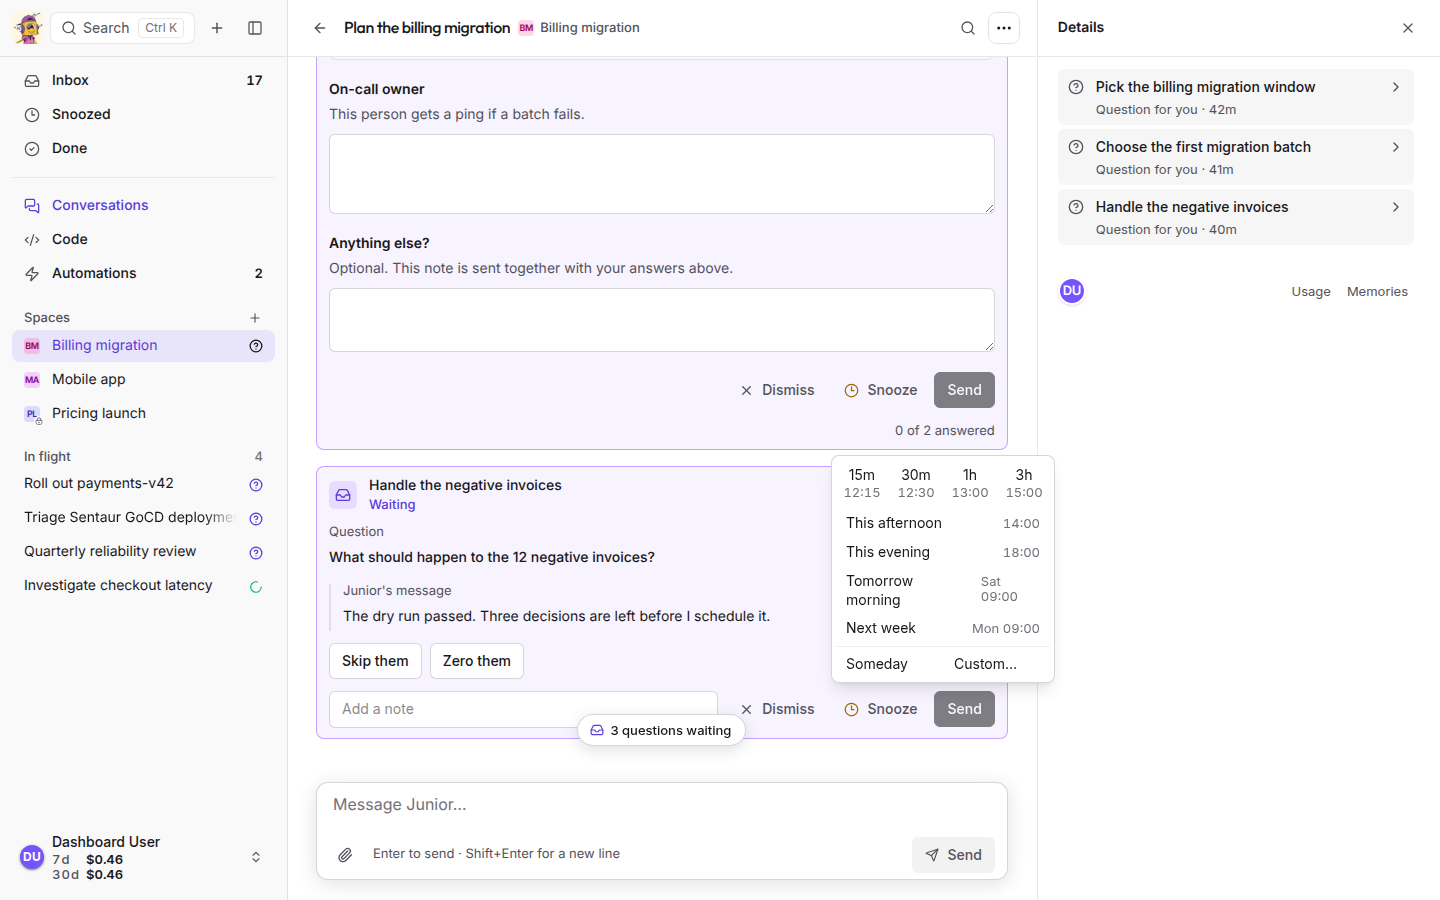 Search Ctrl K
Inbox 17
Snoozed
Done
Conversations
Code
Automations 2
Spaces
BM Billing migration
MA Mobile app
PL Pricing launch
In flight 4
Roll out payments-v42
Triage Sentaur GoCD deployme
Quarterly reliability review
Investigate checkout latency
DU Dashboard User
7d $0.46
30d $0.46
Plan the billing migration BM Billing migration
On-call owner
This person gets a ping if a batch fails.
Anything else?
Optional. This note is sent together with your answers above.
Dismiss Snooze Send
0 of 2 answered
Handle the negative invoices
Waiting
Question
What should happen to the 12 negative invoices?
Junior's message
The dry run passed. Three decisions are left before I schedule it.
Skip them Zero them
Add a note Dismiss Snooze Send
3 questions waiting
15m 30m 1h 3h
12:15 12:30 13:00 15:00
This afternoon 14:00
This evening 18:00
Tomorrow morning Sat 09:00
Next week Mon 09:00
Someday Custom...
Message Junior...
Enter to send · Shift+Enter for a new line Send
Details
Pick the billing migration window
Question for you · 42m
Choose the first migration batch
Question for you · 41m
Handle the negative invoices
Question for you · 40m
DU Usage Memories